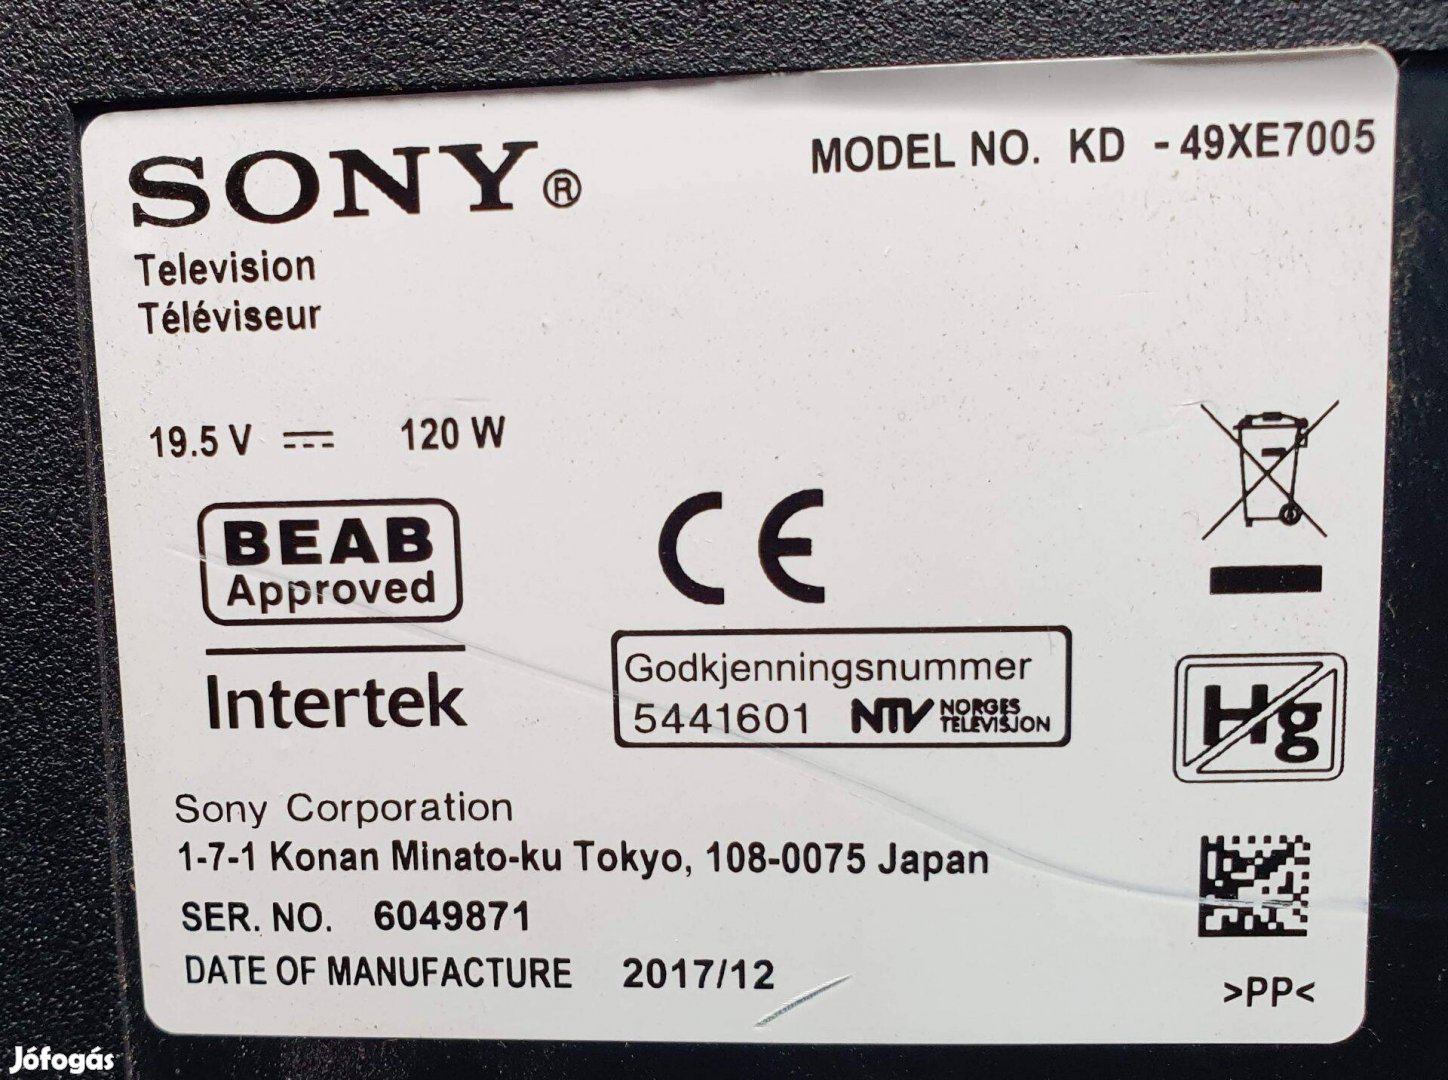 SONY®
MODEL NO. KD -49XE7005
Television
Téléviseur
19.5 V 120 W
BEAB
Approved
Intertek
CE
Godkjenningsnummer
5441601 NTV NORGES TELEVISJON
Hg
Sony Corporation
1-7-1 Konan Minato-ku Tokyo, 108-0075 Japan
SER. NO. 6049871
DATE OF MANUFACTURE 2017/12
>PP<
Jófogás